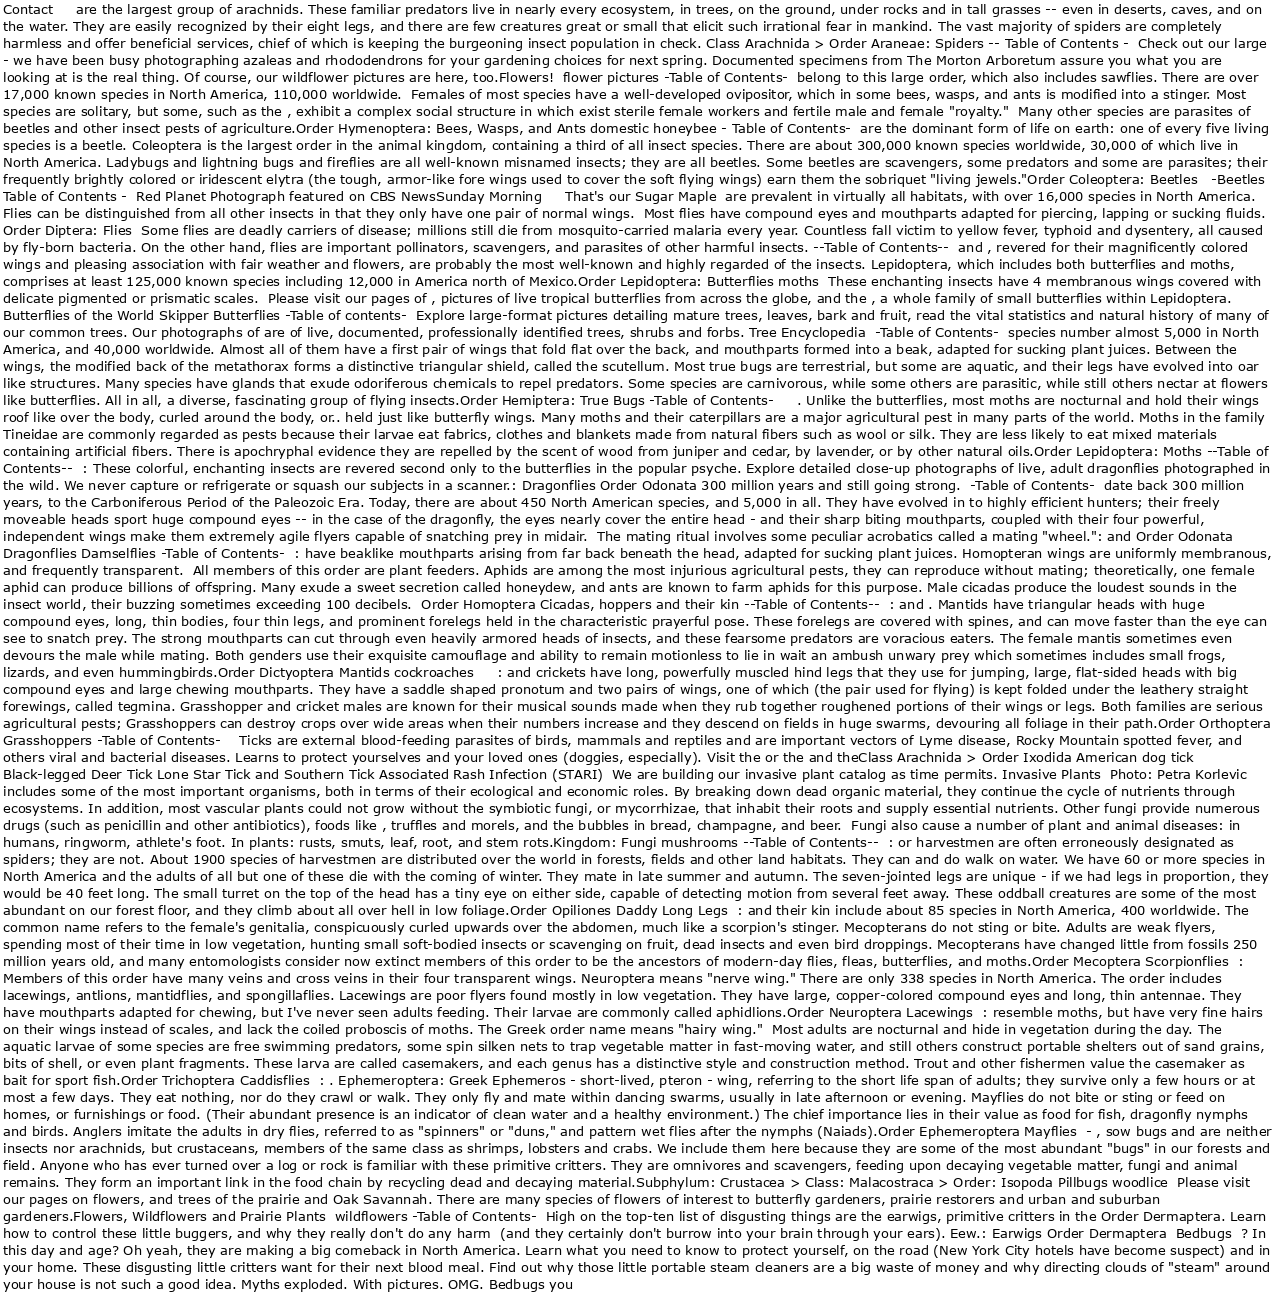 Contact     are the largest group of arachnids. These familiar predators live in nearly every ecosystem, in trees, on the ground, under rocks and in tall grasses -- even in deserts, caves, and on
the water. They are easily recognized by their eight legs, and there are few creatures great or small that elicit such irrational fear in mankind. The vast majority of spiders are completely
harmless and offer beneficial services, chief of which is keeping the burgeoning insect population in check. Class Arachnida > Order Araneae: Spiders -- Table of Contents -  Check out our large
- we have been busy photographing azaleas and rhododendrons for your gardening choices for next spring. Documented specimens from The Morton Arboretum assure you what you are
looking at is the real thing. Of course, our wildflower pictures are here, too.Flowers!  flower pictures -Table of Contents-  belong to this large order, which also includes sawflies. There are over
17,000 known species in North America, 110,000 worldwide.  Females of most species have a well-developed ovipositor, which in some bees, wasps, and ants is modified into a stinger. Most
species are solitary, but some, such as the , exhibit a complex social structure in which exist sterile female workers and fertile male and female "royalty."  Many other species are parasites of
beetles and other insect pests of agriculture.Order Hymenoptera: Bees, Wasps, and Ants domestic honeybee - Table of Contents-  are the dominant form of life on earth: one of every five living
species is a beetle. Coleoptera is the largest order in the animal kingdom, containing a third of all insect species. There are about 300,000 known species worldwide, 30,000 of which live in
North America. Ladybugs and lightning bugs and fireflies are all well-known misnamed insects; they are all beetles. Some beetles are scavengers, some predators and some are parasites; their
frequently brightly colored or iridescent elytra (the tough, armor-like fore wings used to cover the soft flying wings) earn them the sobriquet "living jewels."Order Coleoptera: Beetles   -Beetles
Table of Contents -  Red Planet Photograph featured on CBS NewsSunday Morning     That's our Sugar Maple  are prevalent in virtually all habitats, with over 16,000 species in North America.
Flies can be distinguished from all other insects in that they only have one pair of normal wings.  Most flies have compound eyes and mouthparts adapted for piercing, lapping or sucking fluids.
Order Diptera: Flies  Some flies are deadly carriers of disease; millions still die from mosquito-carried malaria every year. Countless fall victim to yellow fever, typhoid and dysentery, all caused
by fly-born bacteria. On the other hand, flies are important pollinators, scavengers, and parasites of other harmful insects. --Table of Contents--  and , revered for their magnificently colored
wings and pleasing association with fair weather and flowers, are probably the most well-known and highly regarded of the insects. Lepidoptera, which includes both butterflies and moths,
comprises at least 125,000 known species including 12,000 in America north of Mexico.Order Lepidoptera: Butterflies moths  These enchanting insects have 4 membranous wings covered with
delicate pigmented or prismatic scales.  Please visit our pages of , pictures of live tropical butterflies from across the globe, and the , a whole family of small butterflies within Lepidoptera.
Butterflies of the World Skipper Butterflies -Table of contents-  Explore large-format pictures detailing mature trees, leaves, bark and fruit, read the vital statistics and natural history of many of
our common trees. Our photographs of are of live, documented, professionally identified trees, shrubs and forbs. Tree Encyclopedia  -Table of Contents-  species number almost 5,000 in North
America, and 40,000 worldwide. Almost all of them have a first pair of wings that fold flat over the back, and mouthparts formed into a beak, adapted for sucking plant juices. Between the
wings, the modified back of the metathorax forms a distinctive triangular shield, called the scutellum. Most true bugs are terrestrial, but some are aquatic, and their legs have evolved into oar
like structures. Many species have glands that exude odoriferous chemicals to repel predators. Some species are carnivorous, while some others are parasitic, while still others nectar at flowers
like butterflies. All in all, a diverse, fascinating group of flying insects.Order Hemiptera: True Bugs -Table of Contents-     . Unlike the butterflies, most moths are nocturnal and hold their wings
roof like over the body, curled around the body, or.. held just like butterfly wings. Many moths and their caterpillars are a major agricultural pest in many parts of the world. Moths in the family
Tineidae are commonly regarded as pests because their larvae eat fabrics, clothes and blankets made from natural fibers such as wool or silk. They are less likely to eat mixed materials
containing artificial fibers. There is apochryphal evidence they are repelled by the scent of wood from juniper and cedar, by lavender, or by other natural oils.Order Lepidoptera: Moths --Table of
Contents--  : These colorful, enchanting insects are revered second only to the butterflies in the popular psyche. Explore detailed close-up photographs of live, adult dragonflies photographed in
the wild. We never capture or refrigerate or squash our subjects in a scanner.: Dragonflies Order Odonata 300 million years and still going strong.  -Table of Contents-  date back 300 million
years, to the Carboniferous Period of the Paleozoic Era. Today, there are about 450 North American species, and 5,000 in all. They have evolved in to highly efficient hunters; their freely
moveable heads sport huge compound eyes -- in the case of the dragonfly, the eyes nearly cover the entire head - and their sharp biting mouthparts, coupled with their four powerful,
independent wings make them extremely agile flyers capable of snatching prey in midair.  The mating ritual involves some peculiar acrobatics called a mating "wheel.": and Order Odonata
Dragonflies Damselflies -Table of Contents-  : have beaklike mouthparts arising from far back beneath the head, adapted for sucking plant juices. Homopteran wings are uniformly membranous,
and frequently transparent.  All members of this order are plant feeders. Aphids are among the most injurious agricultural pests, they can reproduce without mating; theoretically, one female
aphid can produce billions of offspring. Many exude a sweet secretion called honeydew, and ants are known to farm aphids for this purpose. Male cicadas produce the loudest sounds in the
insect world, their buzzing sometimes exceeding 100 decibels.  Order Homoptera Cicadas, hoppers and their kin --Table of Contents--  : and . Mantids have triangular heads with huge
compound eyes, long, thin bodies, four thin legs, and prominent forelegs held in the characteristic prayerful pose. These forelegs are covered with spines, and can move faster than the eye can
see to snatch prey. The strong mouthparts can cut through even heavily armored heads of insects, and these fearsome predators are voracious eaters. The female mantis sometimes even
devours the male while mating. Both genders use their exquisite camouflage and ability to remain motionless to lie in wait an ambush unwary prey which sometimes includes small frogs,
lizards, and even hummingbirds.Order Dictyoptera Mantids cockroaches     : and crickets have long, powerfully muscled hind legs that they use for jumping, large, flat-sided heads with big
compound eyes and large chewing mouthparts. They have a saddle shaped pronotum and two pairs of wings, one of which (the pair used for flying) is kept folded under the leathery straight
forewings, called tegmina. Grasshopper and cricket males are known for their musical sounds made when they rub together roughened portions of their wings or legs. Both families are serious
agricultural pests; Grasshoppers can destroy crops over wide areas when their numbers increase and they descend on fields in huge swarms, devouring all foliage in their path.Order Orthoptera
Grasshoppers -Table of Contents-    Ticks are external blood-feeding parasites of birds, mammals and reptiles and are important vectors of Lyme disease, Rocky Mountain spotted fever, and
others viral and bacterial diseases. Learns to protect yourselves and your loved ones (doggies, especially). Visit the or the and theClass Arachnida > Order Ixodida American dog tick
Black-legged Deer Tick Lone Star Tick and Southern Tick Associated Rash Infection (STARI)  We are building our invasive plant catalog as time permits. Invasive Plants  Photo: Petra Korlevic
includes some of the most important organisms, both in terms of their ecological and economic roles. By breaking down dead organic material, they continue the cycle of nutrients through
ecosystems. In addition, most vascular plants could not grow without the symbiotic fungi, or mycorrhizae, that inhabit their roots and supply essential nutrients. Other fungi provide numerous
drugs (such as penicillin and other antibiotics), foods like , truffles and morels, and the bubbles in bread, champagne, and beer.  Fungi also cause a number of plant and animal diseases: in
humans, ringworm, athlete's foot. In plants: rusts, smuts, leaf, root, and stem rots.Kingdom: Fungi mushrooms --Table of Contents--  : or harvestmen are often erroneously designated as
spiders; they are not. About 1900 species of harvestmen are distributed over the world in forests, fields and other land habitats. They can and do walk on water. We have 60 or more species in
North America and the adults of all but one of these die with the coming of winter. They mate in late summer and autumn. The seven-jointed legs are unique - if we had legs in proportion, they
would be 40 feet long. The small turret on the top of the head has a tiny eye on either side, capable of detecting motion from several feet away. These oddball creatures are some of the most
abundant on our forest floor, and they climb about all over hell in low foliage.Order Opiliones Daddy Long Legs  : and their kin include about 85 species in North America, 400 worldwide. The
common name refers to the female's genitalia, conspicuously curled upwards over the abdomen, much like a scorpion's stinger. Mecopterans do not sting or bite. Adults are weak flyers,
spending most of their time in low vegetation, hunting small soft-bodied insects or scavenging on fruit, dead insects and even bird droppings. Mecopterans have changed little from fossils 250
million years old, and many entomologists consider now extinct members of this order to be the ancestors of modern-day flies, fleas, butterflies, and moths.Order Mecoptera Scorpionflies  :
Members of this order have many veins and cross veins in their four transparent wings. Neuroptera means "nerve wing." There are only 338 species in North America. The order includes
lacewings, antlions, mantidflies, and spongillaflies. Lacewings are poor flyers found mostly in low vegetation. They have large, copper-colored compound eyes and long, thin antennae. They
have mouthparts adapted for chewing, but I've never seen adults feeding. Their larvae are commonly called aphidlions.Order Neuroptera Lacewings  : resemble moths, but have very fine hairs
on their wings instead of scales, and lack the coiled proboscis of moths. The Greek order name means "hairy wing."  Most adults are nocturnal and hide in vegetation during the day. The
aquatic larvae of some species are free swimming predators, some spin silken nets to trap vegetable matter in fast-moving water, and still others construct portable shelters out of sand grains,
bits of shell, or even plant fragments. These larva are called casemakers, and each genus has a distinctive style and construction method. Trout and other fishermen value the casemaker as
bait for sport fish.Order Trichoptera Caddisflies  : . Ephemeroptera: Greek Ephemeros - short-lived, pteron - wing, referring to the short life span of adults; they survive only a few hours or at
most a few days. They eat nothing, nor do they crawl or walk. They only fly and mate within dancing swarms, usually in late afternoon or evening. Mayflies do not bite or sting or feed on
homes, or furnishings or food. (Their abundant presence is an indicator of clean water and a healthy environment.) The chief importance lies in their value as food for fish, dragonfly nymphs
and birds. Anglers imitate the adults in dry flies, referred to as "spinners" or "duns," and pattern wet flies after the nymphs (Naiads).Order Ephemeroptera Mayflies  - , sow bugs and are neither
insects nor arachnids, but crustaceans, members of the same class as shrimps, lobsters and crabs. We include them here because they are some of the most abundant "bugs" in our forests and
field. Anyone who has ever turned over a log or rock is familiar with these primitive critters. They are omnivores and scavengers, feeding upon decaying vegetable matter, fungi and animal
remains. They form an important link in the food chain by recycling dead and decaying material.Subphylum: Crustacea > Class: Malacostraca > Order: Isopoda Pillbugs woodlice  Please visit
our pages on flowers, and trees of the prairie and Oak Savannah. There are many species of flowers of interest to butterfly gardeners, prairie restorers and urban and suburban
gardeners.Flowers, Wildflowers and Prairie Plants  wildflowers -Table of Contents-  High on the top-ten list of disgusting things are the earwigs, primitive critters in the Order Dermaptera. Learn
how to control these little buggers, and why they really don't do any harm  (and they certainly don't burrow into your brain through your ears). Eew.: Earwigs Order Dermaptera  Bedbugs  ? In
this day and age? Oh yeah, they are making a big comeback in North America. Learn what you need to know to protect yourself, on the road (New York City hotels have become suspect) and in
your home. These disgusting little critters want for their next blood meal. Find out why those little portable steam cleaners are a big waste of money and why directing clouds of "steam" around
your house is not such a good idea. Myths exploded. With pictures. OMG. Bedbugs you